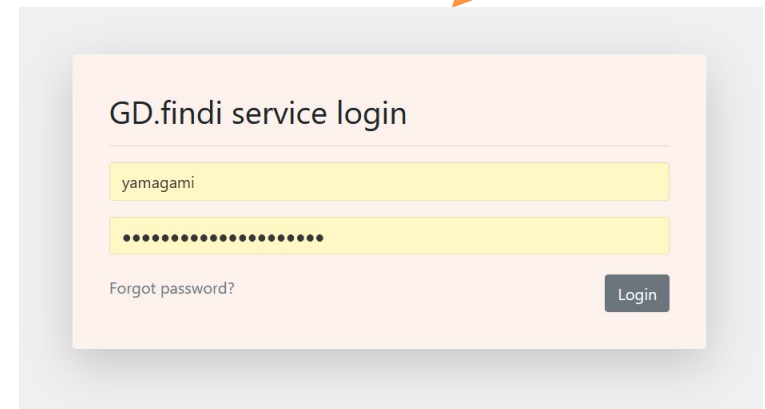 GD.findi service login
yamagami
●●●●●●●●●●●●●●●●●●●●●
Forgot password?
Login